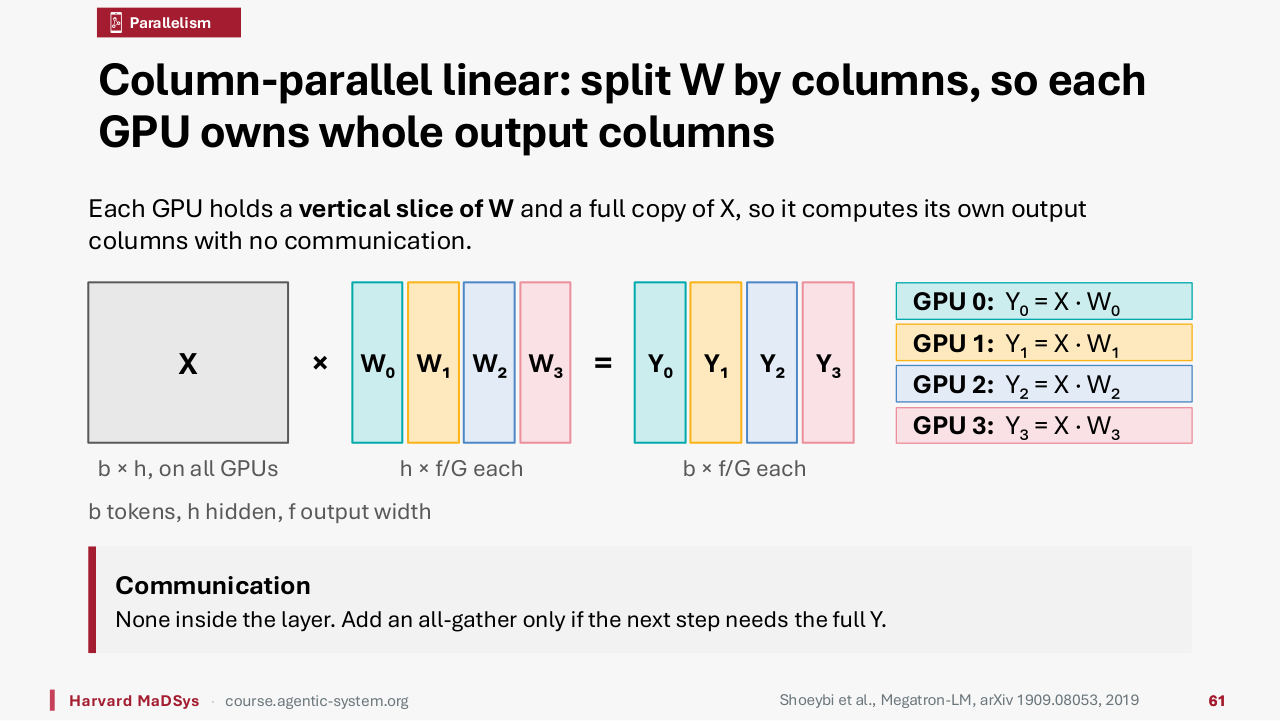 Parallelism
Column-parallel linear: split W by columns, so each
GPU owns whole output columns
Each GPU holds a vertical slice of W and a full copy of X, so it computes its own output
columns with no communication.
X × W₀ W₁ W₂ W₃ = Y₀ Y₁ Y₂ Y₃
GPU 0: Y₀ = X · W₀
GPU 1: Y₁ = X · W₁
GPU 2: Y₂ = X · W₂
GPU 3: Y₃ = X · W₃
b × h, on all GPUs
h × f/G each
b × f/G each
b tokens, h hidden, f output width
Communication
None inside the layer. Add an all-gather only if the next step needs the full Y.
Harvard MaDSys · course.agentic-system.org
Shoeybi et al., Megatron-LM, arXiv 1909.08053, 2019
61